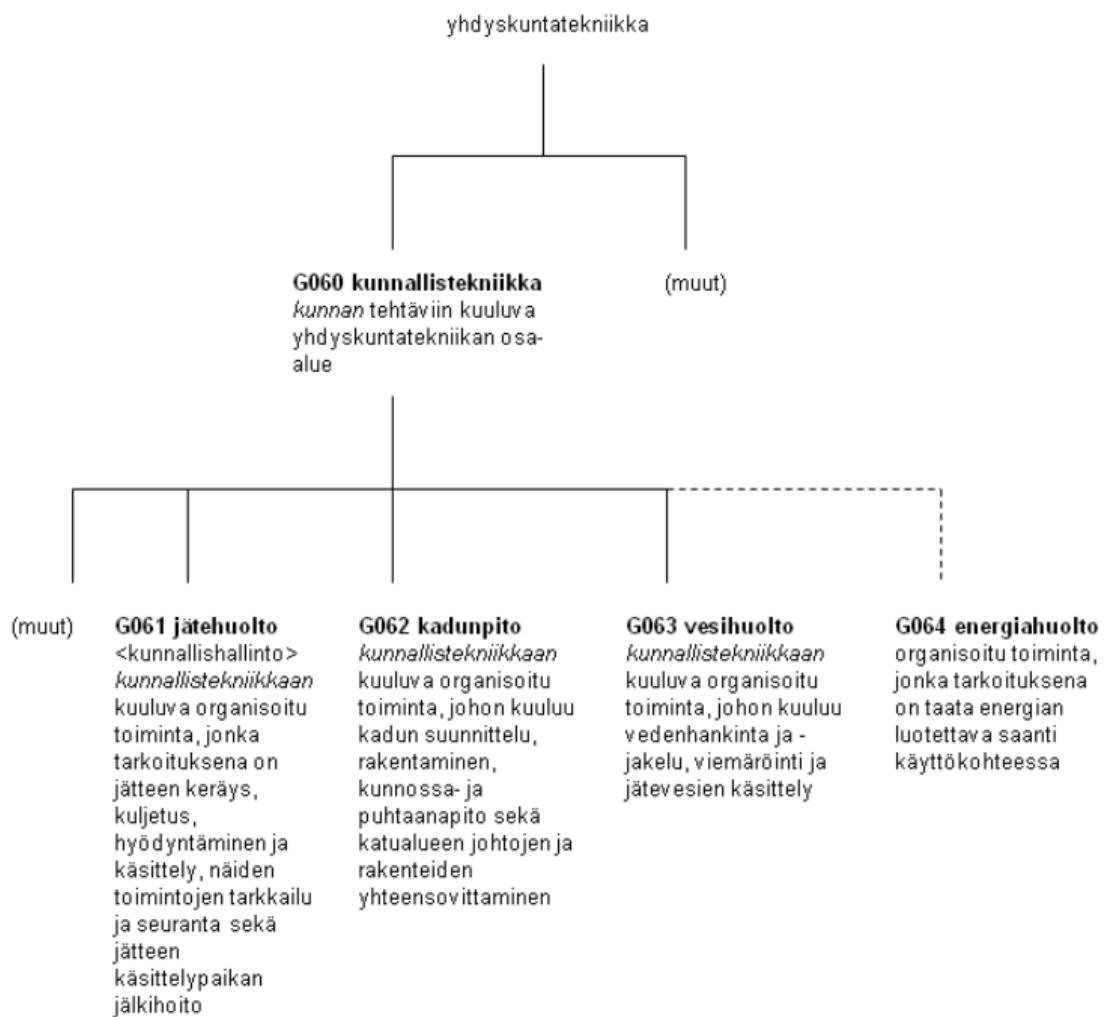 yhdyskuntatekniikka
G060 kunnallistekniikka
kunnan tehtäviin kuuluva
yhdyskuntatekniikan osa-
alue
(muut)
(muut)
G061 jätehuolto
<kunnallishallinto>
kunnallistekniikkaan
kuuluva organisoitu
toiminta, jonka
tarkoituksena on
jätteen keräys,
kuljetus,
hyödyntäminen ja
käsittely, näiden
toimintojen tarkkailu
ja seuranta sekä
jätteen
käsittelypaikan
jälkihoito
G062 kadunpito
kunnallistekniikkaan
kuuluva organisoitu
toiminta, johon kuuluu
kadun suunnittelu,
rakentaminen,
kunnossa- ja
puhtaanapito sekä
katualueen johtojen ja
rakenteiden
yhteensovittaminen
G063 vesihuolto
kunnallistekniikkaan
kuuluva organisoitu
toiminta, johon kuuluu
vedenhankinta ja -
jakelu, viemäröinti ja
jätevesien käsittely
G064 energiahuolto
organisoitu toiminta,
jonka tarkoituksena
on taata energian
luotettava saanti
käyttökohteessa